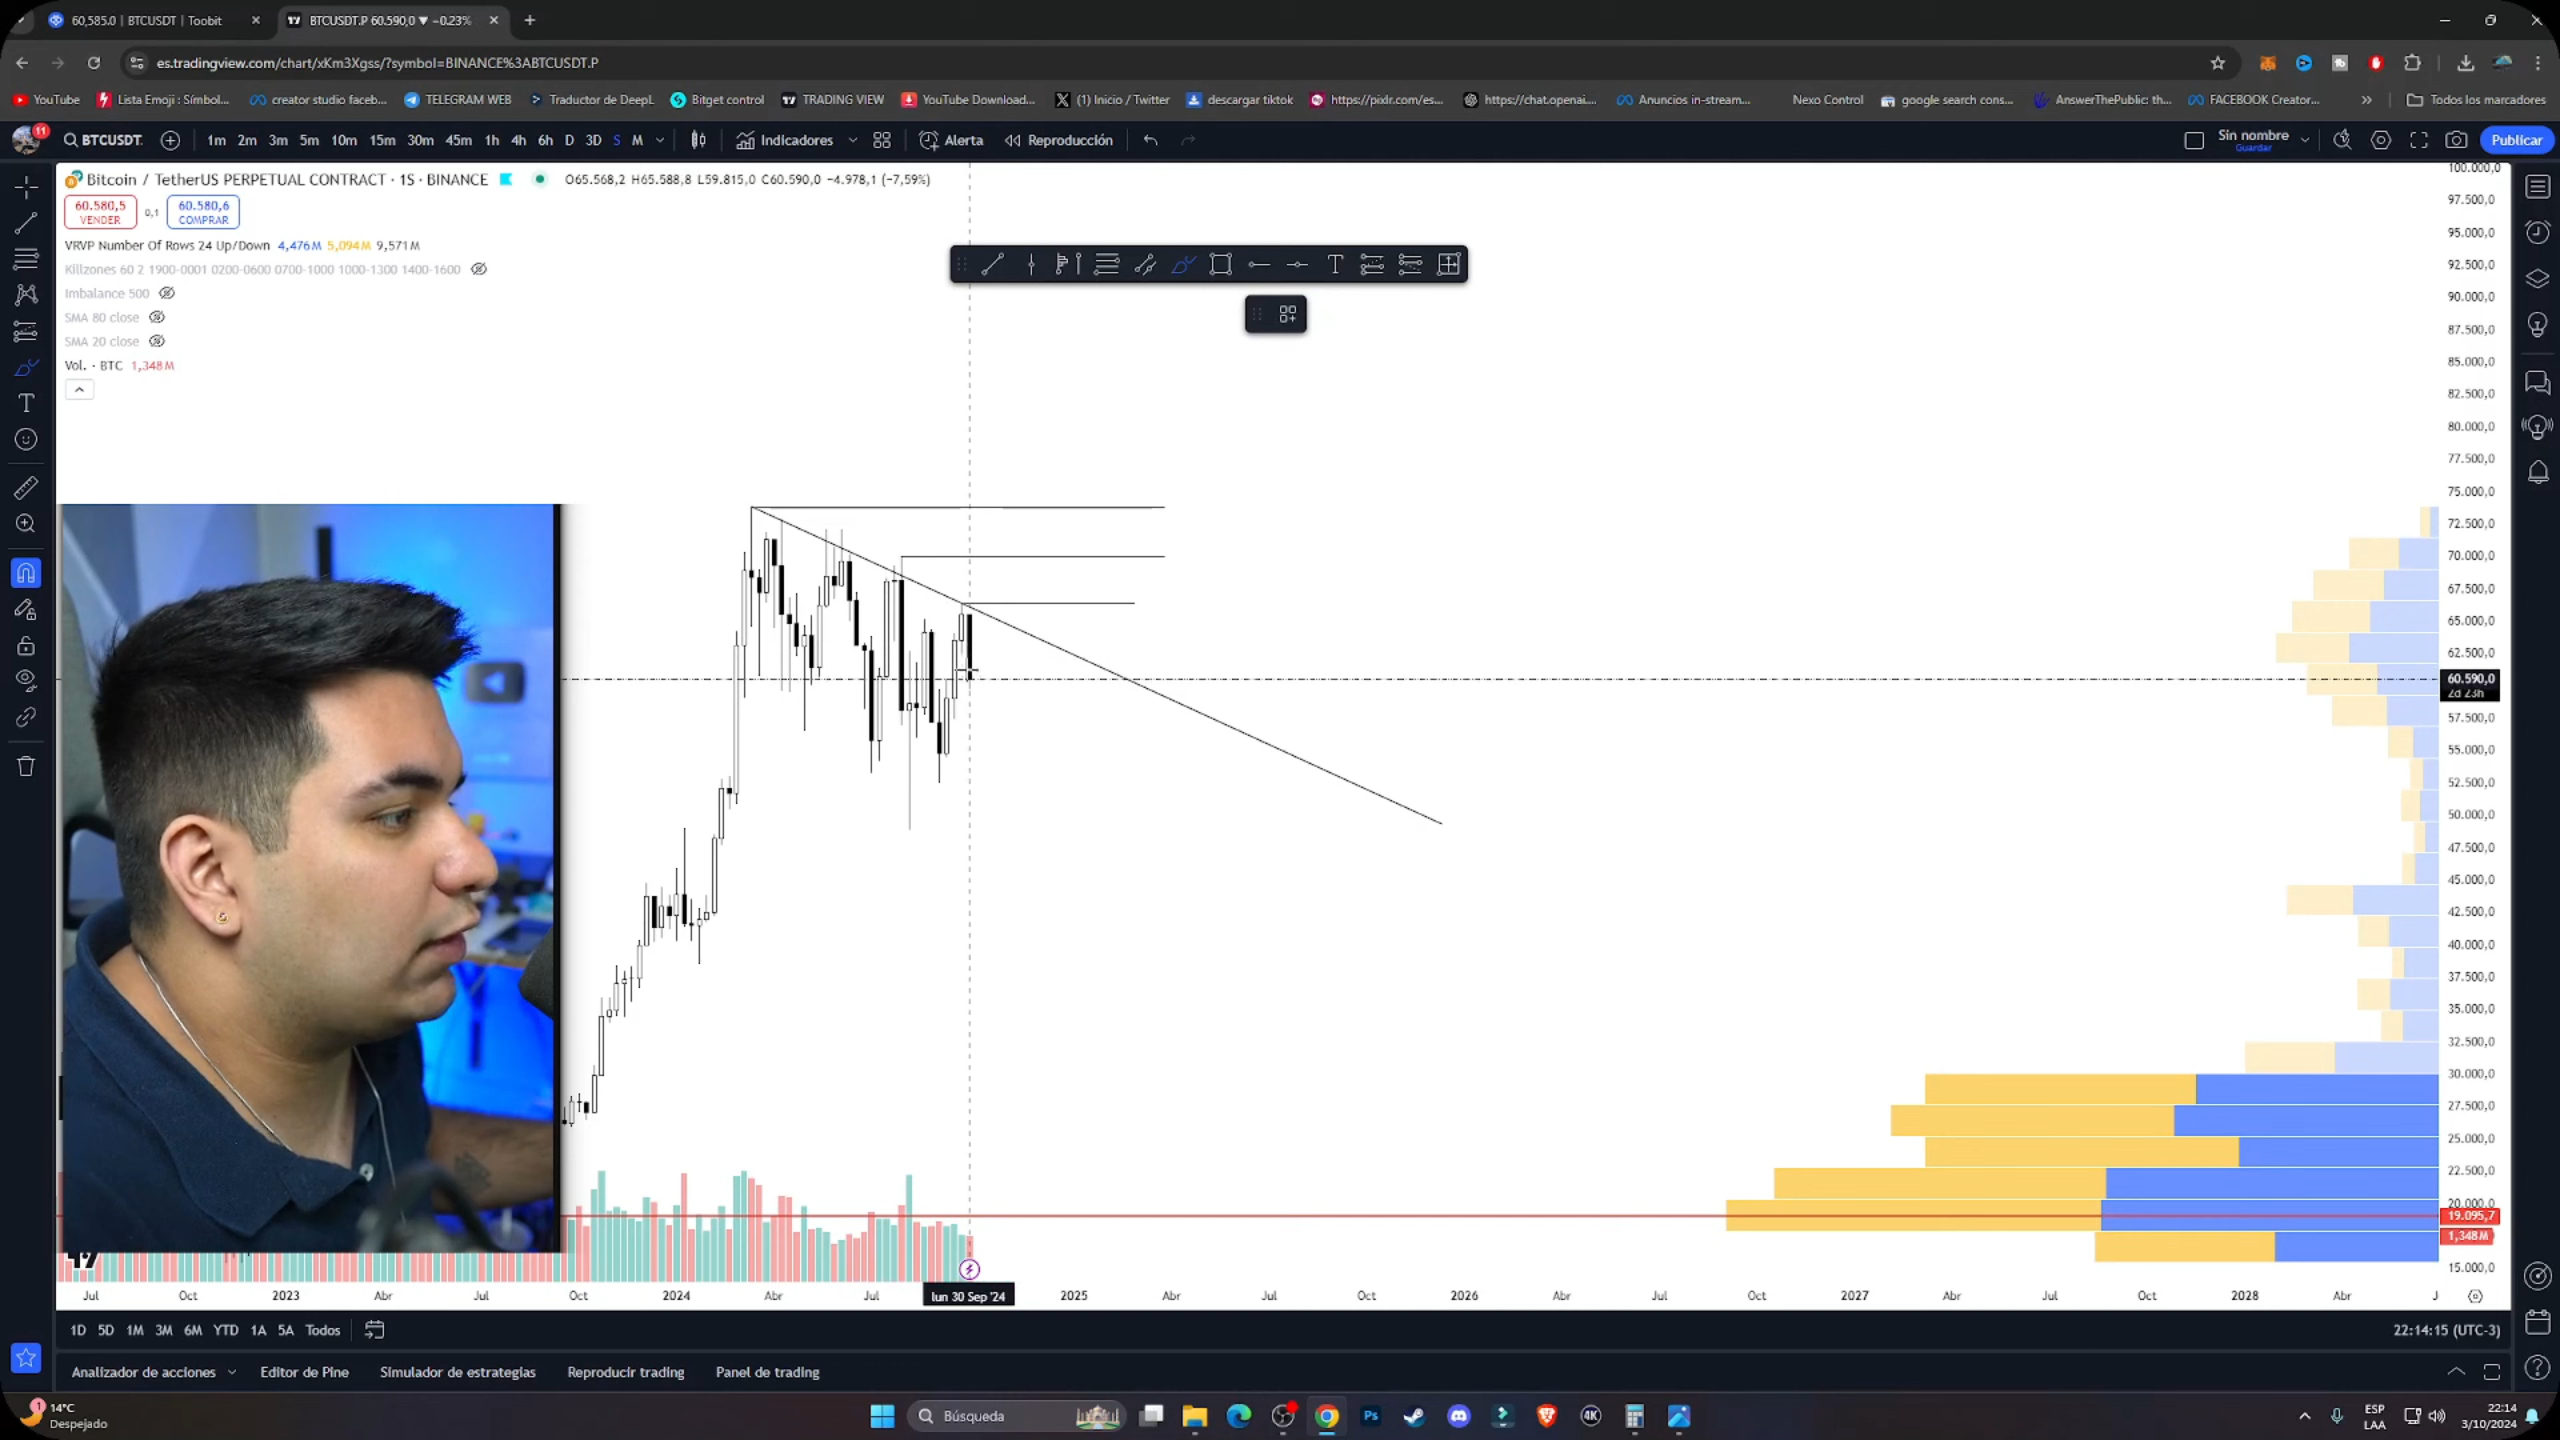 60,585.0 | BTCUSDT | Toobit
BTCUSDT.P 60.590,0 ▼ −0.23%
es.tradingview.com/chart/xKm3Xgss/?symbol=BINANCE%3ABTCUSDT.P
YouTube
Lista Emoji : Símbol...
creator studio faceb...
TELEGRAM WEB
Traductor de DeepL
Bitget control
TRADING VIEW
YouTube Download...
(1) Inicio / Twitter
descargar tiktok
https://pixlr.com/es...
https://chat.openai....
Anuncios in-stream...
Nexo Control
google search cons...
AnswerThePublic: th...
FACEBOOK Creator...
Todos los marcadores
11
BTCUSDT.
1m 2m 3m 5m 10m 15m 30m 45m 1h 4h 6h D 3D S M
Indicadores
Alerta
Reproducción
Sin nombre
Guardar
Publicar
Bitcoin / TetherUS PERPETUAL CONTRACT · 1S · BINANCE
O65.568,2 H65.588,8 L59.815,0 C60.590,0 −4.978,1 (−7,59%)
60.580,5
VENDER
0,1
60.580,6
COMPRAR
VRVP Number Of Rows 24 Up/Down 4,476M 5,094M 9,571M
Killzones 60 2 1900-0001 0200-0600 0700-1000 1000-1300 1400-1600
Imbalance 500
SMA 80 close
SMA 20 close
Vol. · BTC 1,348M
100.000,0
97.500,0
95.000,0
92.500,0
90.000,0
87.500,0
85.000,0
82.500,0
80.000,0
77.500,0
75.000,0
72.500,0
70.000,0
67.500,0
65.000,0
62.500,0
60.590,0
2d 23h
57.500,0
55.000,0
52.500,0
50.000,0
47.500,0
45.000,0
42.500,0
40.000,0
37.500,0
35.000,0
32.500,0
30.000,0
27.500,0
25.000,0
22.500,0
20.000,0
19.095,7
1,348M
15.000,0
Jul Oct 2023 Abr Jul Oct 2024 Abr Jul lun 30 Sep '24 2025 Abr Jul Oct 2026 Abr Jul Oct 2027 Abr Jul Oct 2028 Abr J
1D 5D 1M 3M 6M YTD 1A 5A Todos
22:14:15 (UTC-3)
Analizador de acciones
Editor de Pine
Simulador de estrategias
Reproducir trading
Panel de trading
1
14°C
Despejado
Búsqueda
Ps
4K
ESP
LAA
22:14
3/10/2024